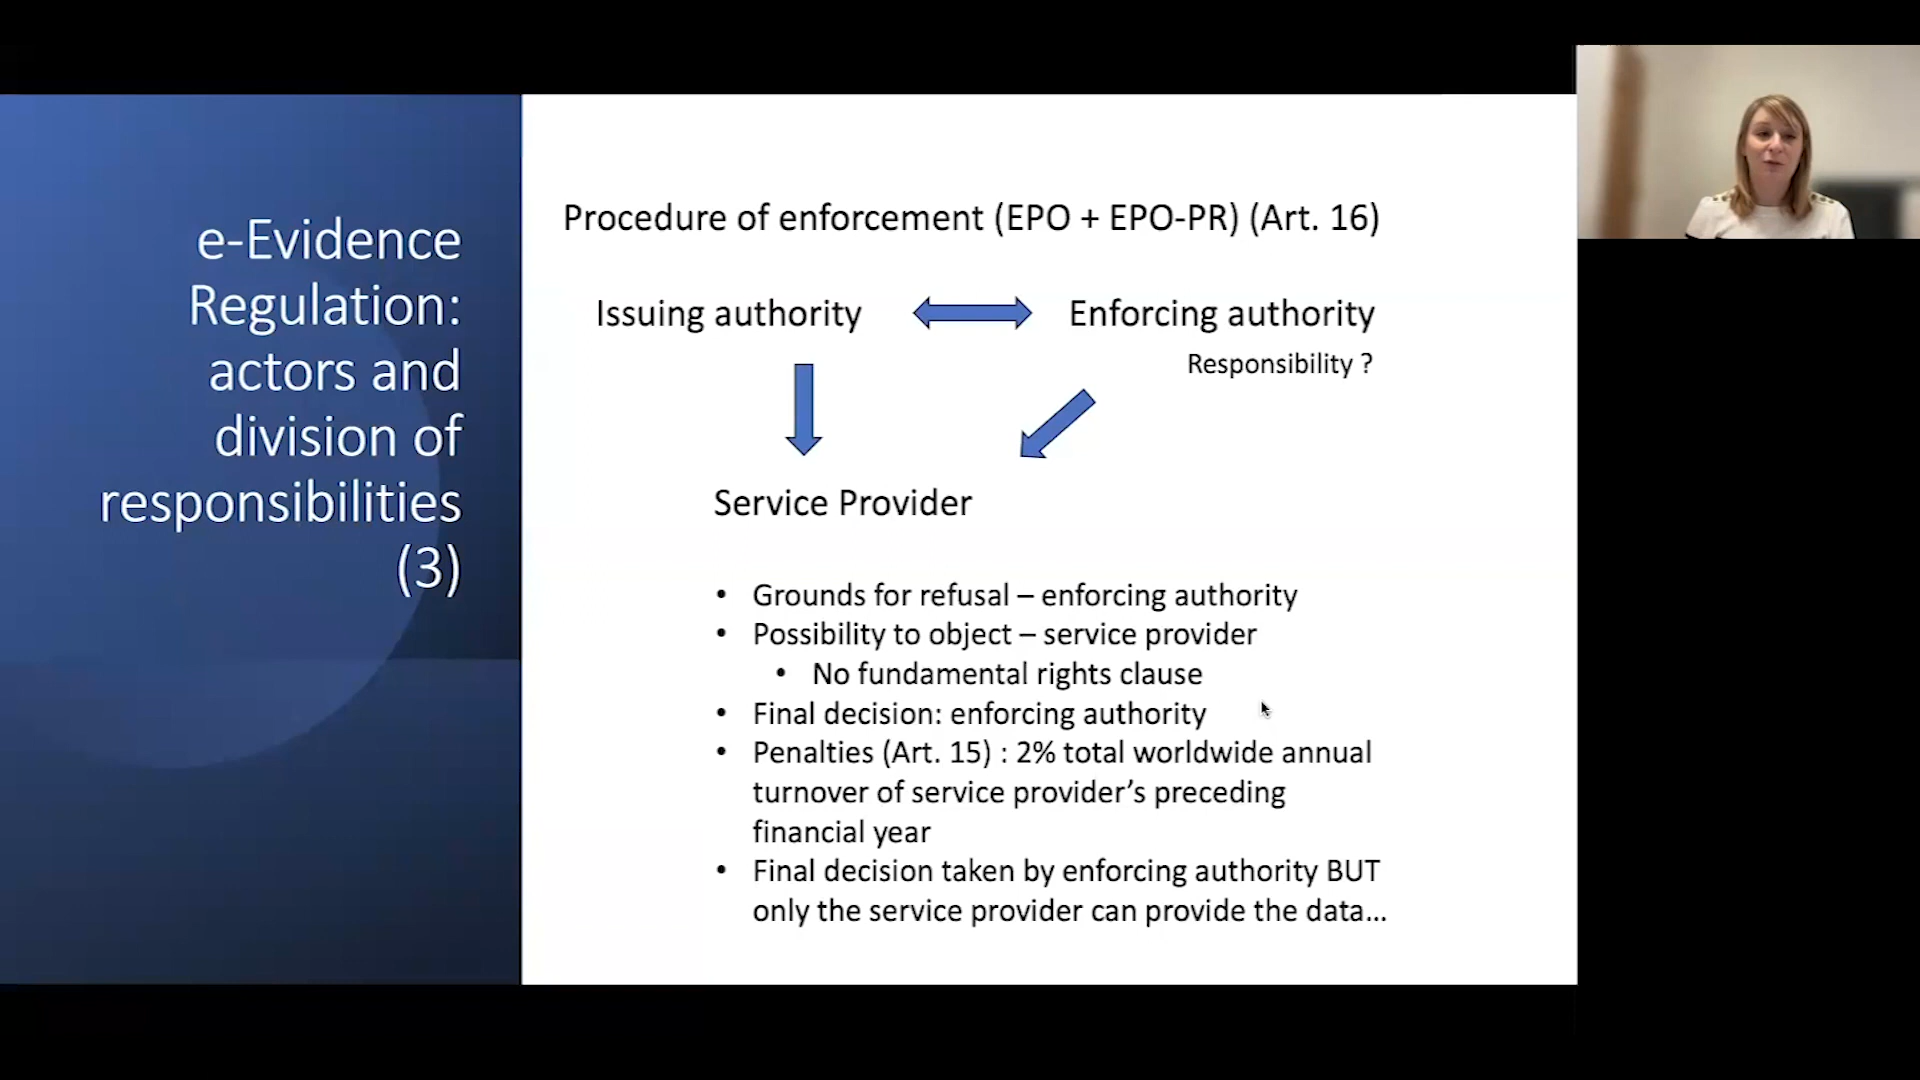 e-Evidence
Regulation:
actors and
division of
responsibilities
(3)
Procedure of enforcement (EPO + EPO-PR) (Art. 16)
Issuing authority
Enforcing authority
Responsibility ?
Service Provider
• Grounds for refusal – enforcing authority
• Possibility to object – service provider
• No fundamental rights clause
• Final decision: enforcing authority
• Penalties (Art. 15) : 2% total worldwide annual
turnover of service provider’s preceding
financial year
• Final decision taken by enforcing authority BUT
only the service provider can provide the data…